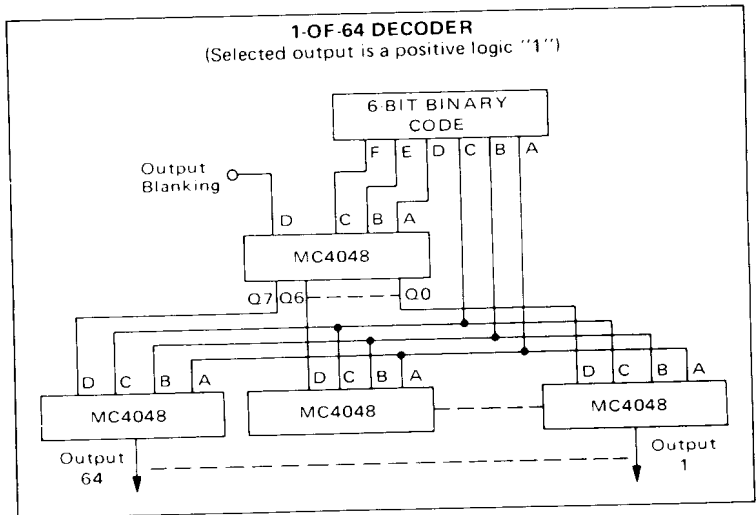 1-OF-64 DECODER
(Selected output is a positive logic "1")
6-BIT BINARY
CODE
F E D C B A
Output
Blanking
D C B A
MC4048
Q7 Q6 Q0
D C B A
D C B A
D C B A
MC4048
MC4048
MC4048
Output
64
Output
1